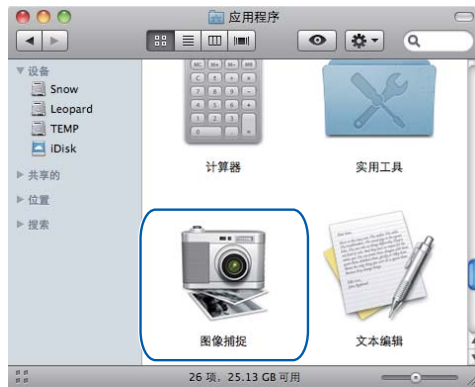 应用程序
设备
Snow
Leopard
TEMP
iDisk
共享的
位置
搜索
计算器
实用工具
图像捕捉
文本编辑
26 项，25.13 GB 可用